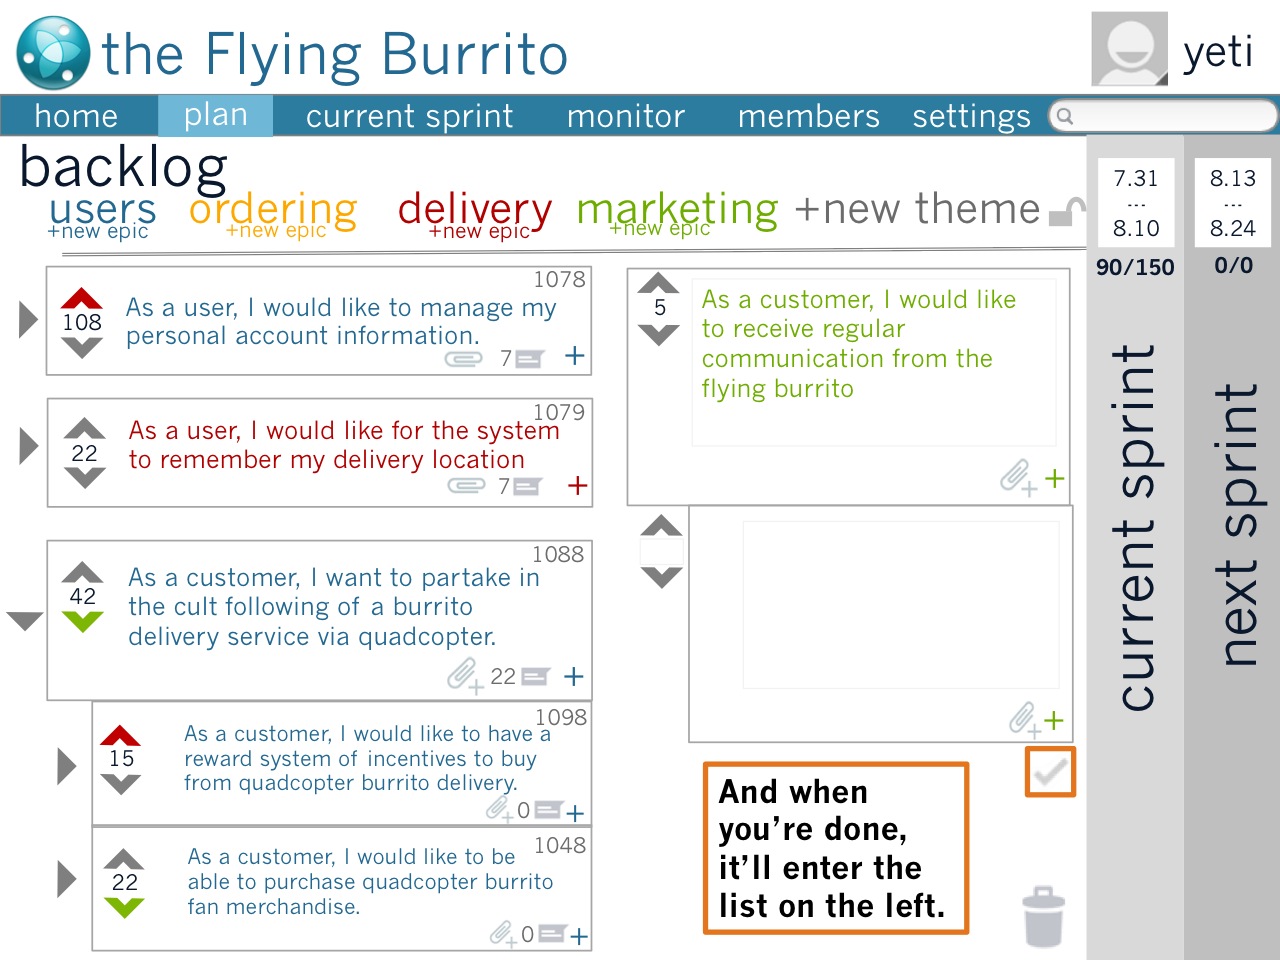 the Flying Burrito
yeti
home plan current sprint monitor members settings
backlog
users ordering delivery marketing +new theme
+new epic +new epic +new epic +new epic
1078
108
As a user, I would like to manage my
personal account information.
7 +
1079
22
As a user, I would like for the system
to remember my delivery location
7 +
1088
42
As a customer, I want to partake in
the cult following of a burrito
delivery service via quadcopter.
22 +
1098
15
As a customer, I would like to have a
reward system of incentives to buy
from quadcopter burrito delivery.
0 +
1048
22
As a customer, I would like to be
able to purchase quadcopter burrito
fan merchandise.
0 +
5
As a customer, I would like
to receive regular
communication from the
flying burrito
+
+
And when
you're done,
it'll enter the
list on the left.
7.31
...
8.10
90/150
current sprint
8.13
...
8.24
0/0
next sprint